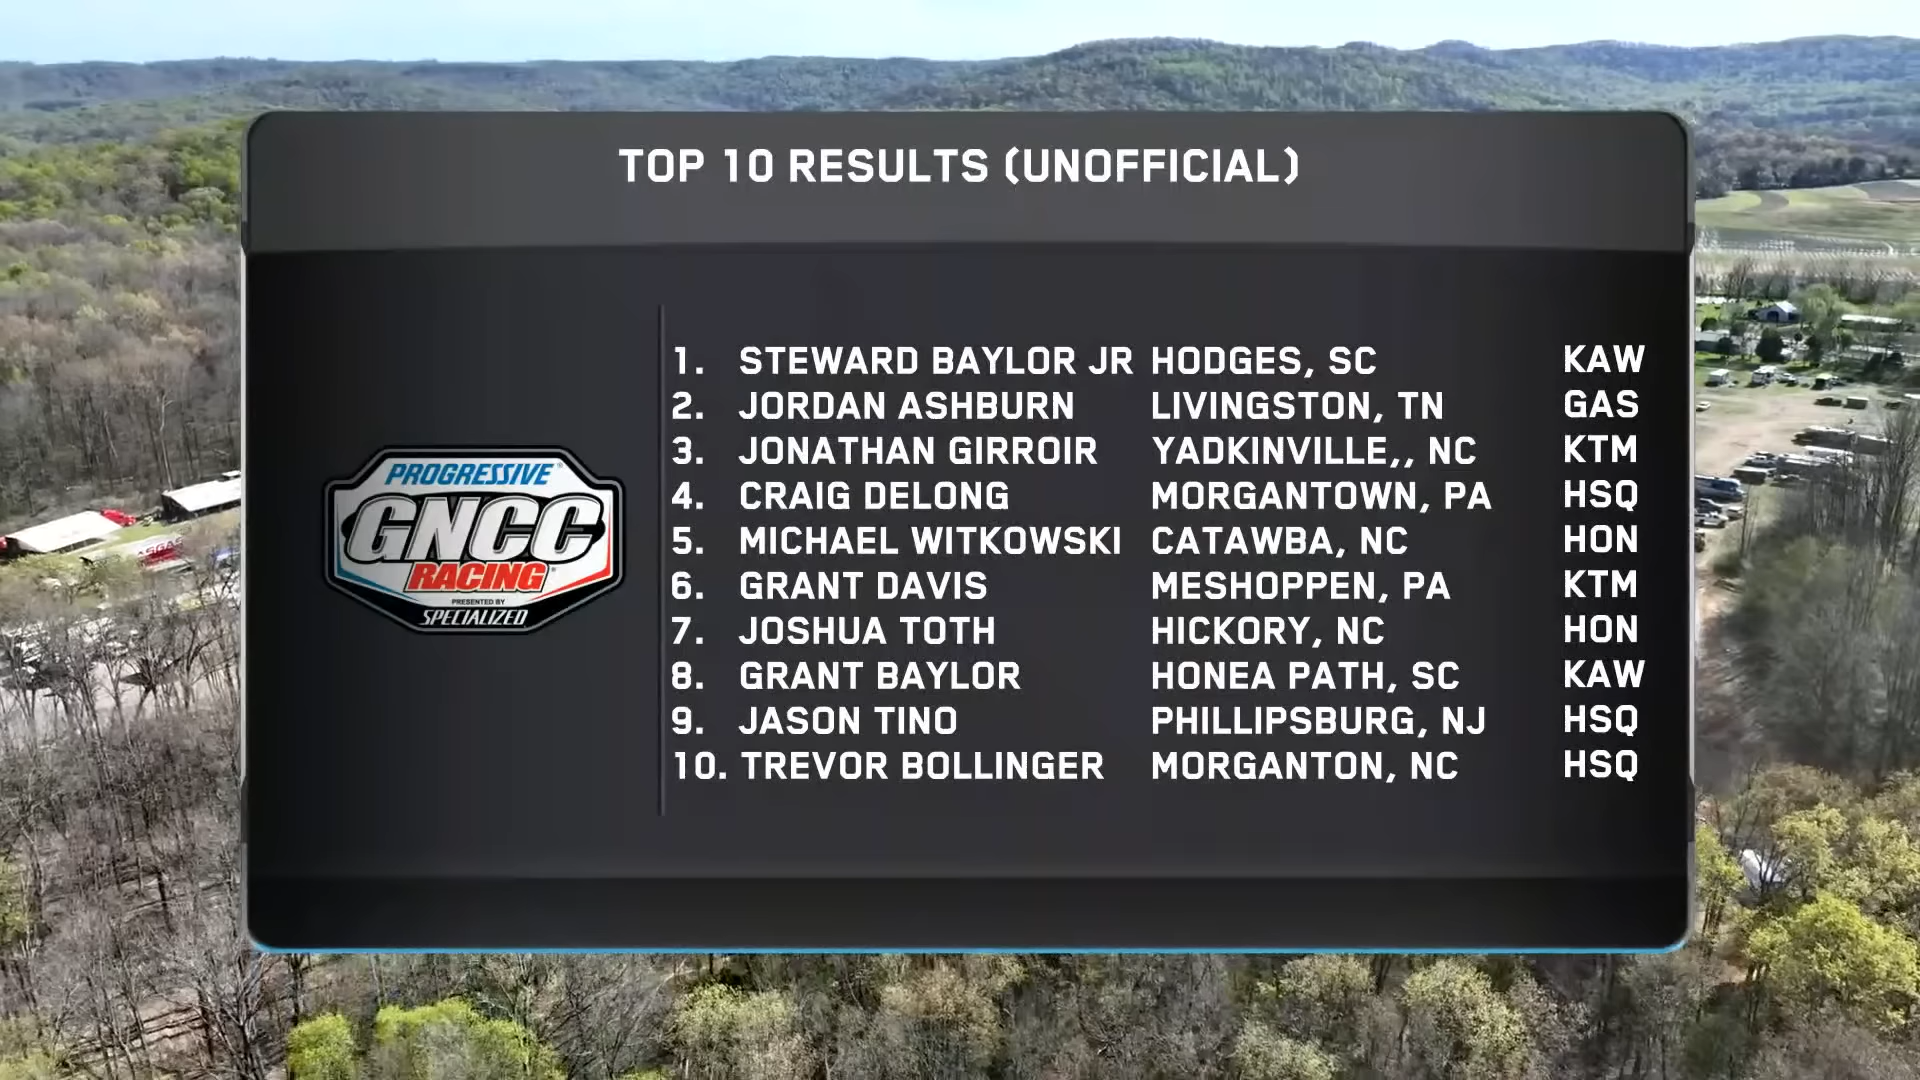 TOP 10 RESULTS (UNOFFICIAL)
PROGRESSIVE
GNCC
RACING
PRESENTED BY
SPECIALIZED
1. STEWARD BAYLOR JR HODGES, SC KAW
2. JORDAN ASHBURN LIVINGSTON, TN GAS
3. JONATHAN GIRROIR YADKINVILLE,, NC KTM
4. CRAIG DELONG MORGANTOWN, PA HSQ
5. MICHAEL WITKOWSKI CATAWBA, NC HON
6. GRANT DAVIS MESHOPPEN, PA KTM
7. JOSHUA TOTH HICKORY, NC HON
8. GRANT BAYLOR HONEA PATH, SC KAW
9. JASON TINO PHILLIPSBURG, NJ HSQ
10. TREVOR BOLLINGER MORGANTON, NC HSQ